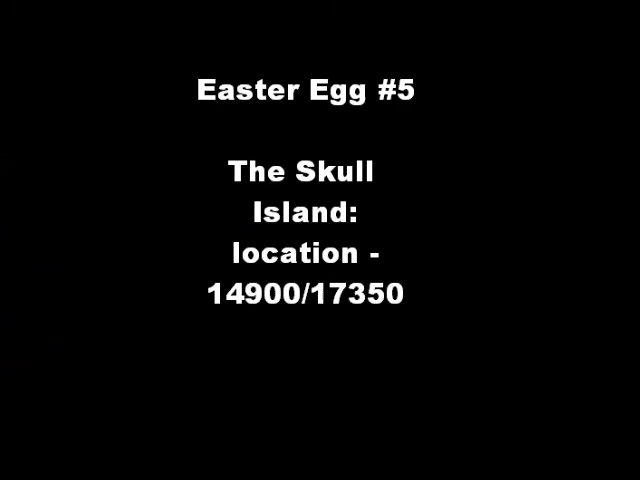 Easter Egg #5
The Skull
Island:
location -
14900/17350